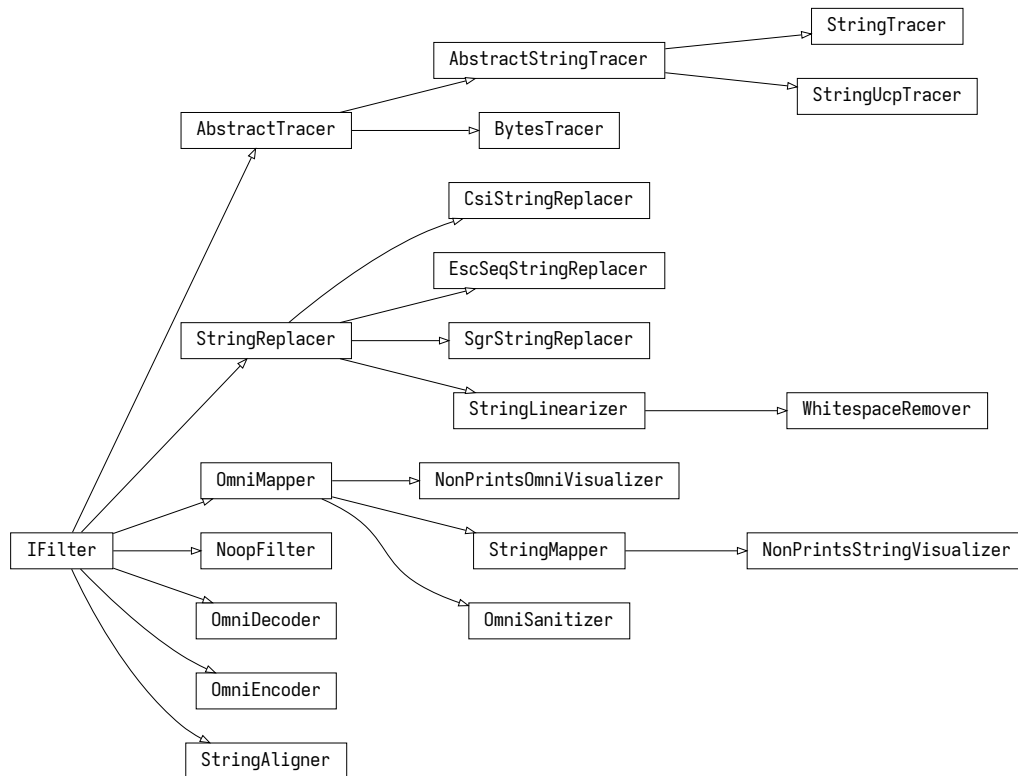 StringTracer
AbstractStringTracer
StringUcpTracer
AbstractTracer
BytesTracer
CsiStringReplacer
EscSeqStringReplacer
StringReplacer
SgrStringReplacer
StringLinearizer
WhitespaceRemover
OmniMapper
NonPrintsOmniVisualizer
IFilter
NoopFilter
StringMapper
NonPrintsStringVisualizer
OmniDecoder
OmniSanitizer
OmniEncoder
StringAligner